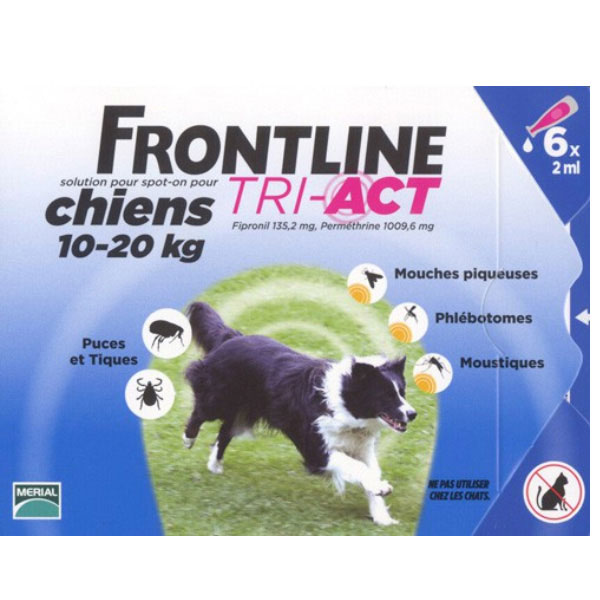 FRONTLINE
TRI-ACT
solution pour spot-on pour
chiens
10-20 kg
Fipronil 135,2 mg, Perméthrine 1009,6 mg
6x
2 ml
Mouches piqueuses
Phlébotomes
Moustiques
Puces
et Tiques
MERIAL
NE PAS UTILISER
CHEZ LES CHATS.